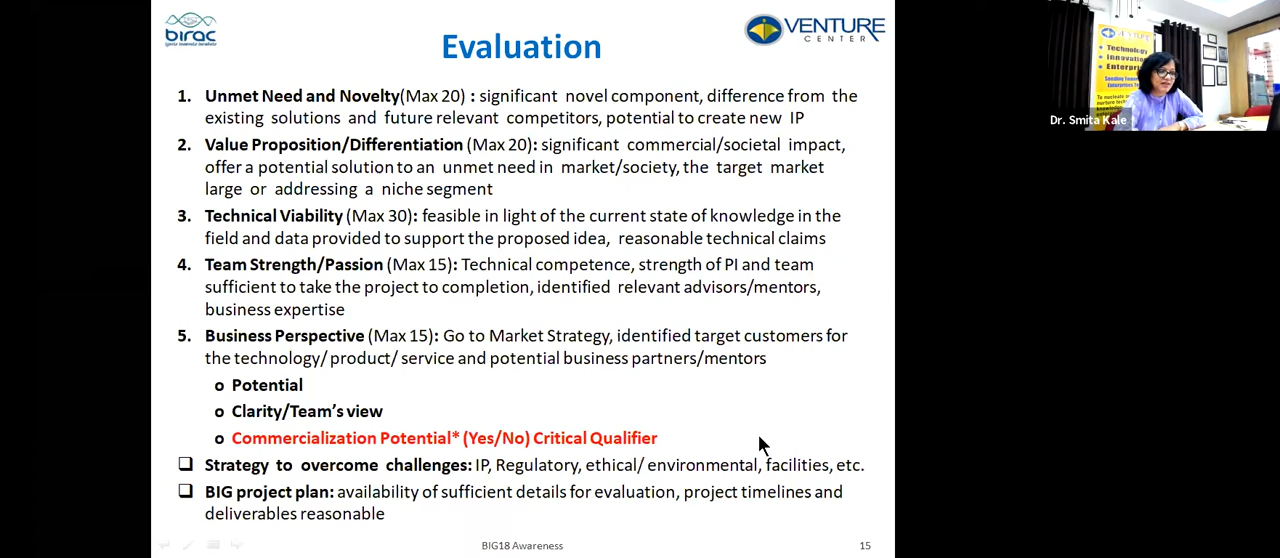 birac
ignite innovate incubate
Evaluation
VENTURE
CENTER
1. Unmet Need and Novelty(Max 20) : significant novel component, difference from the
existing solutions and future relevant competitors, potential to create new IP
2. Value Proposition/Differentiation (Max 20): significant commercial/societal impact,
offer a potential solution to an unmet need in market/society, the target market
large or addressing a niche segment
3. Technical Viability (Max 30): feasible in light of the current state of knowledge in the
field and data provided to support the proposed idea, reasonable technical claims
4. Team Strength/Passion (Max 15): Technical competence, strength of PI and team
sufficient to take the project to completion, identified relevant advisors/mentors,
business expertise
5. Business Perspective (Max 15): Go to Market Strategy, identified target customers for
the technology/ product/ service and potential business partners/mentors
o Potential
o Clarity/Team's view
o Commercialization Potential* (Yes/No) Critical Qualifier
❑ Strategy to overcome challenges: IP, Regulatory, ethical/ environmental, facilities, etc.
❑ BIG project plan: availability of sufficient details for evaluation, project timelines and
deliverables reasonable
BIG18 Awareness
15
VENTURE
Technology
Innovation
Enterpri
Dr. Smita Kale